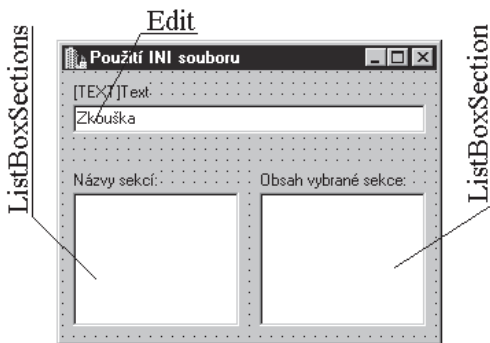 Edit
ListBoxSections
ListBoxSection
Použití INI souboru
[TEXT]Text
Zkouška
Názvy sekcí:
Obsah vybrané sekce: